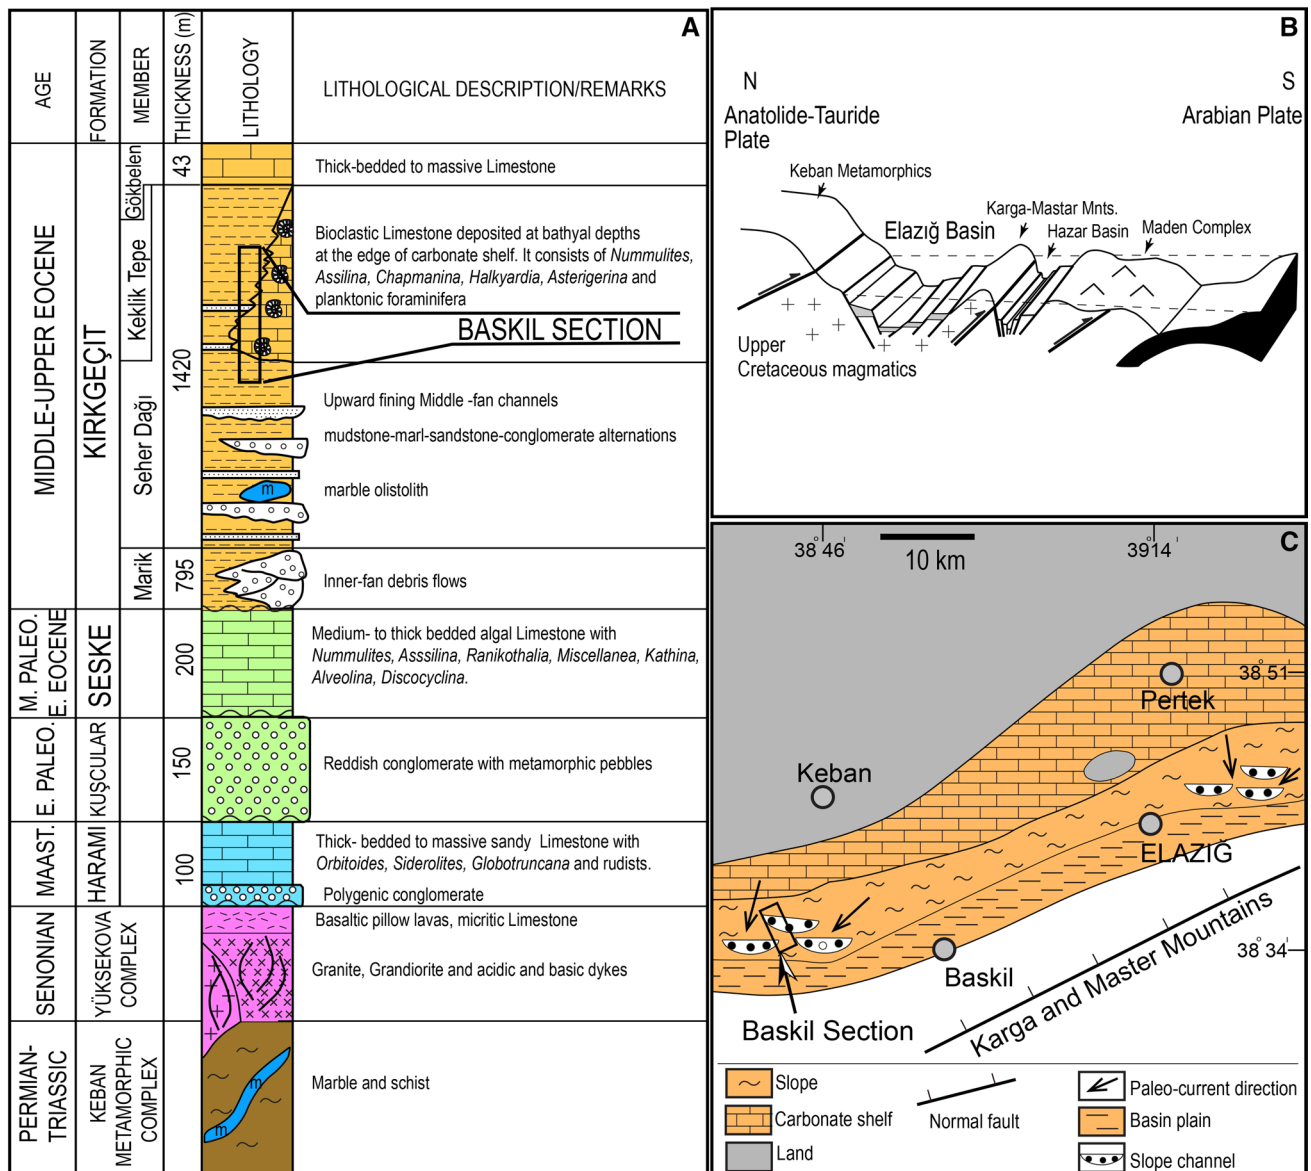 A
AGE
FORMATION
MEMBER
THICKNESS (m)
LITHOLOGY
LITHOLOGICAL DESCRIPTION/REMARKS
MIDDLE-UPPER EOCENE
KIRKGEÇIT
Gökbelen
43
Thick-bedded to massive Limestone
Keklik Tepe
1420
Bioclastic Limestone deposited at bathyal depths
at the edge of carbonate shelf. It consists of Nummulites,
Assilina, Chapmanina, Halkyardia, Asterigerina and
planktonic foraminifera
BASKIL SECTION
Seher Dağı
Upward fining Middle -fan channels
mudstone-marl-sandstone-conglomerate alternations
m
marble olistolith
Marik
795
Inner-fan debris flows
M. PALEO.
E. EOCENE
SESKE
200
Medium- to thick bedded algal Limestone with
Nummulites, Asssilina, Ranikothalia, Miscellanea, Kathina,
Alveolina, Discocyclina.
E. PALEO.
KUŞCULAR
150
Reddish conglomerate with metamorphic pebbles
MAAST.
HARAMI
100
Thick- bedded to massive sandy Limestone with
Orbitoides, Siderolites, Globotruncana and rudists.
Polygenic conglomerate
SENONIAN
YÜKSEKOVA
COMPLEX
Basaltic pillow lavas, micritic Limestone
Granite, Grandiorite and acidic and basic dykes
PERMIAN-
TRIASSIC
KEBAN
METAMORPHIC
COMPLEX
m
m
Marble and schist
B
N
S
Anatolide-Tauride
Plate
Arabian Plate
Keban Metamorphics
Karga-Mastar Mnts.
Elazığ Basin
Hazar Basin
Maden Complex
Upper
Cretaceous magmatics
C
38°46'
10 km
39°14'
38°51'
Pertek
Keban
ELAZIĞ
38°34'
Baskil
Karga and Master Mountains
Baskil Section
Slope
Carbonate shelf
Land
Normal fault
Paleo-current direction
Basin plain
Slope channel